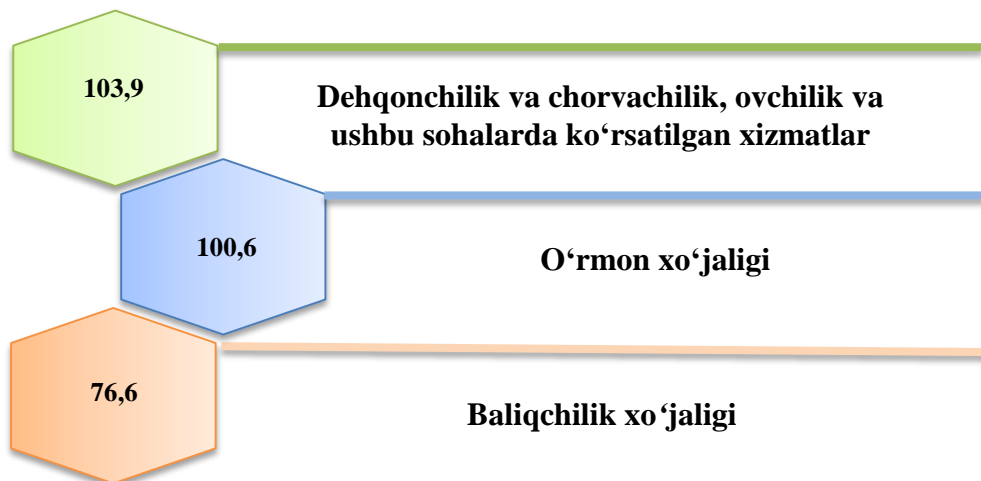 103,9
Dehqonchilik va chorvachilik, ovchilik va
ushbu sohalarda ko‘rsatilgan xizmatlar
100,6
O‘rmon xo‘jaligi
76,6
Baliqchilik xo‘jaligi